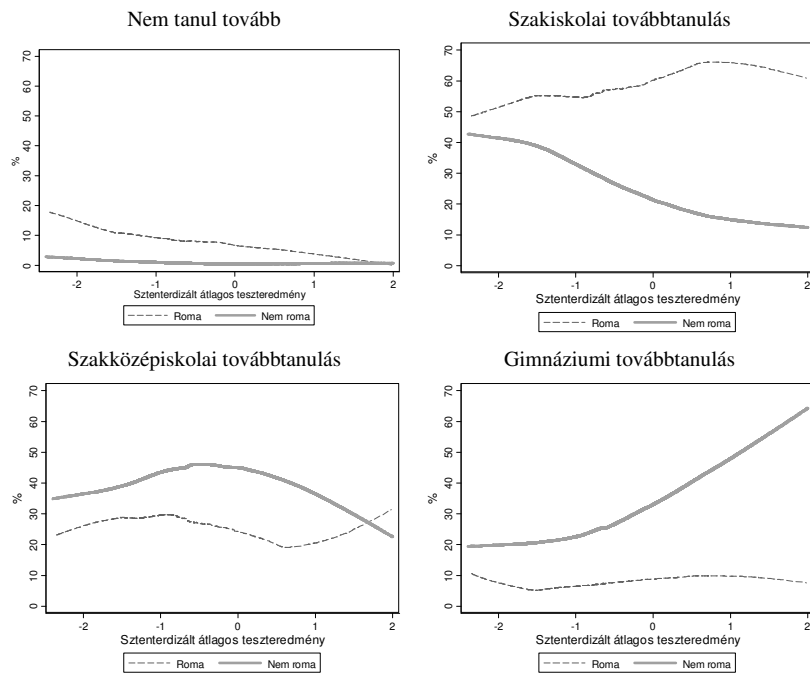 Nem tanul tovább
%
0 10 20 30 40 50 60 70
-2 -1 0 1 2
Sztenterdizált átlagos teszteredmény
Roma Nem roma
Szakiskolai továbbtanulás
%
0 10 20 30 40 50 60 70
-2 -1 0 1 2
Sztenterdizált átlagos teszteredmény
Roma Nem roma
Szakközépiskolai továbbtanulás
%
0 10 20 30 40 50 60 70
-2 -1 0 1 2
Sztenterdizált átlagos teszteredmény
Roma Nem roma
Gimnáziumi továbbtanulás
%
0 10 20 30 40 50 60 70
-2 -1 0 1 2
Sztenterdizált átlagos teszteredmény
Roma Nem roma